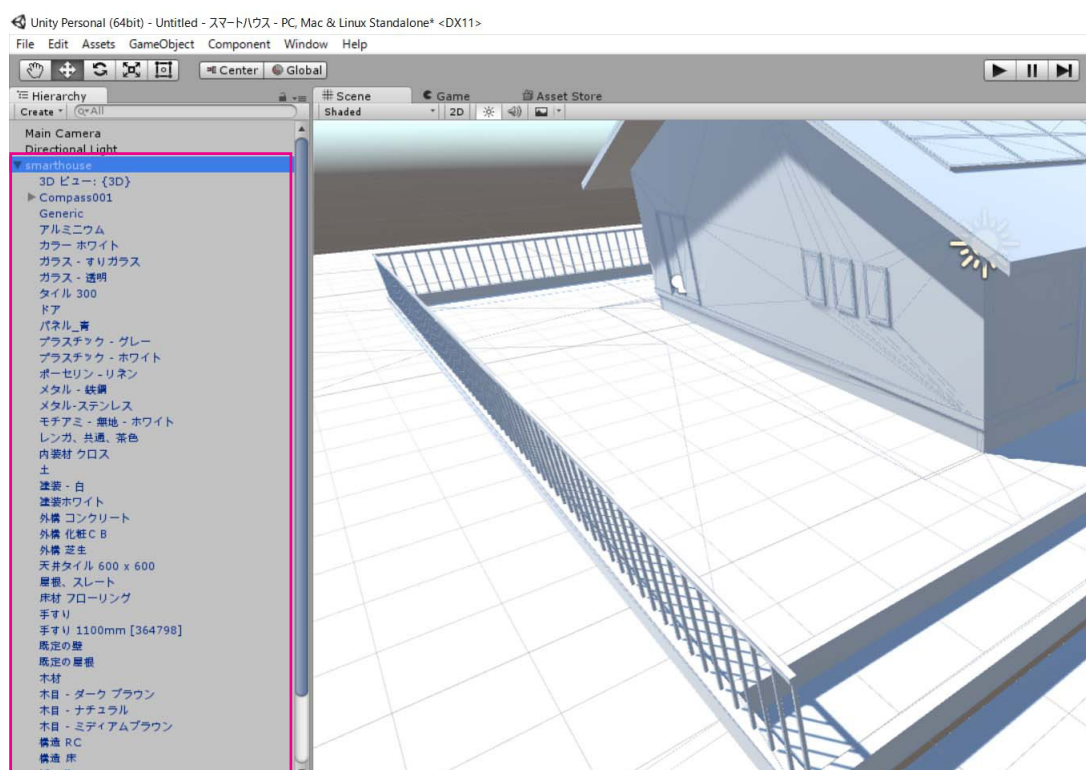 Unity Personal (64bit) - Untitled - スマートハウス - PC, Mac & Linux Standalone* <DX11>
File Edit Assets GameObject Component Window Help
Center Global
Hierarchy Scene Game Asset Store
Create All Shaded 2D
Main Camera
Directional Light
smarthouse
3D ビュー: {3D}
Compass001
Generic
アルミニウム
カラー ホワイト
ガラス - すりガラス
ガラス - 透明
タイル 300
ドア
パネル_青
プラスチック - グレー
プラスチック - ホワイト
ポーセリン - リネン
メタル - 鉄鋼
メタル-ステンレス
モチアミ - 無地 - ホワイト
レンガ、共通、茶色
内装材 クロス
土
塗装 - 白
塗装ホワイト
外構 コンクリート
外構 化粧C B
外構 芝生
天井タイル 600 x 600
屋根、スレート
床材 フローリング
手すり
手すり 1100mm [364798]
既定の壁
既定の屋根
木材
木目 - ダーク ブラウン
木目 - ナチュラル
木目 - ミディアムブラウン
構造 RC
構造 床